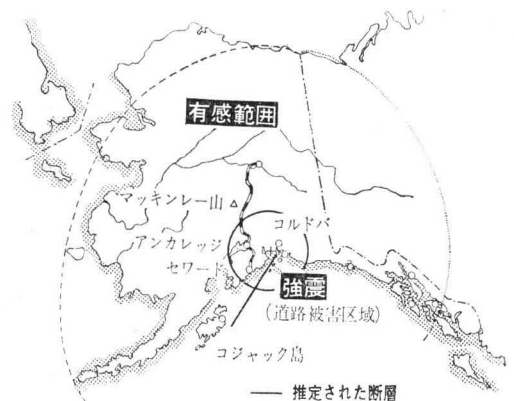 有感範囲
マッキンレー山
コルドバ
アンカレッジ
セワード
強震
(道路被害区域)
コジャック島
推定された断層